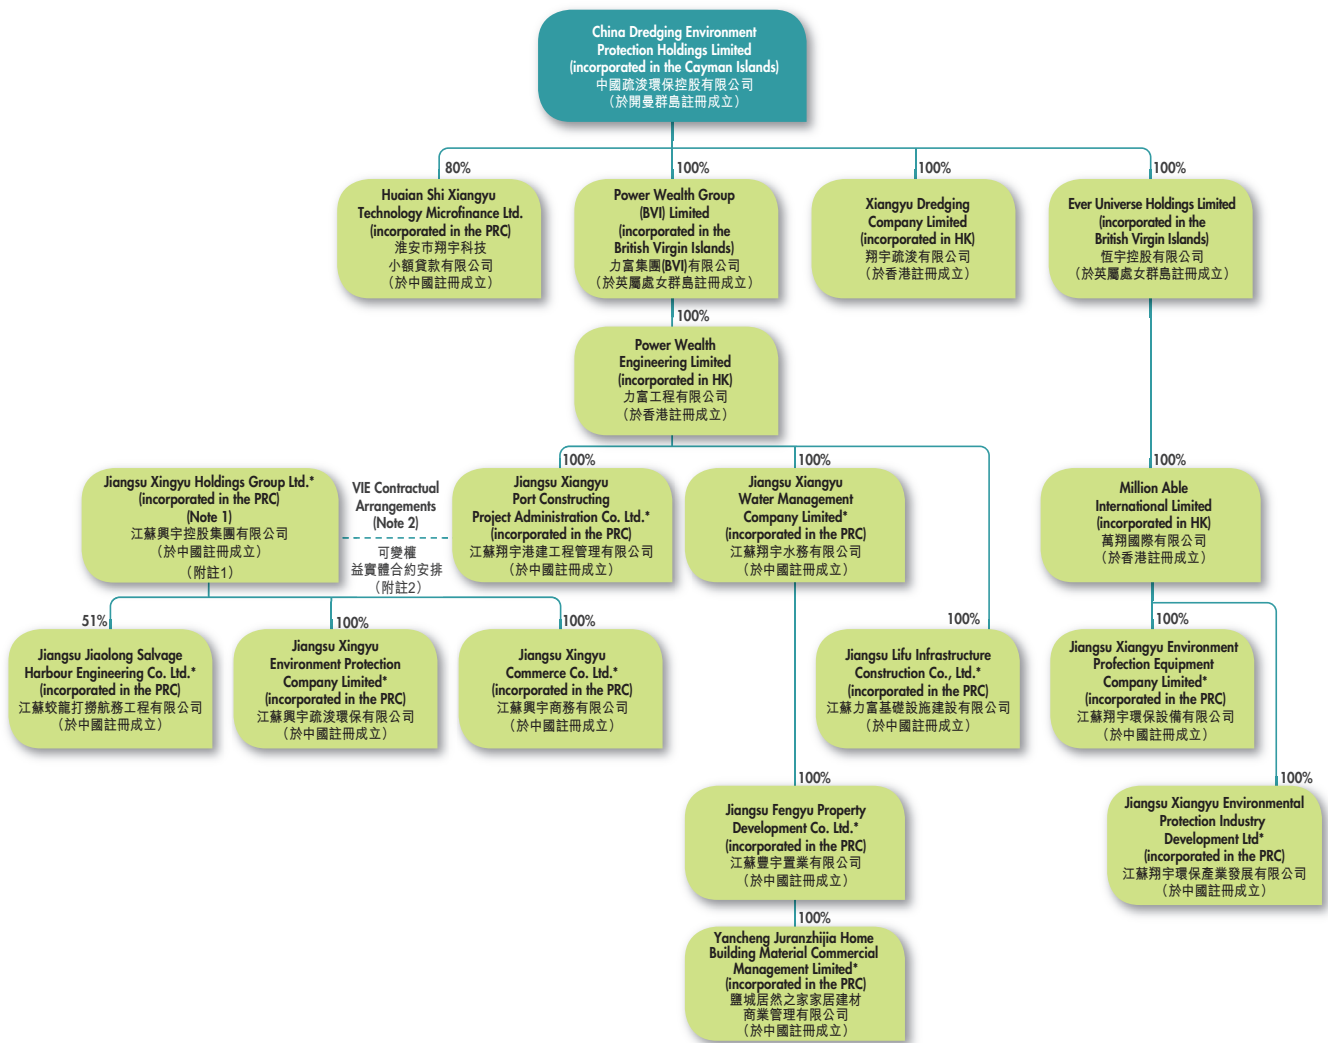 China Dredging Environment
Protection Holdings Limited
(incorporated in the Cayman Islands)
中國疏浚環保控股有限公司
（於開曼群島註冊成立）
80%
100%
100%
100%
Huaian Shi Xiangyu
Technology Microfinance Ltd.
(incorporated in the PRC)
淮安市翔宇科技
小額貸款有限公司
（於中國註冊成立）
Power Wealth Group
(BVI) Limited
(incorporated in the
British Virgin Islands)
力富集團(BVI)有限公司
（於英屬處女群島註冊成立）
Xiangyu Dredging
Company Limited
(incorporated in HK)
翔宇疏浚有限公司
（於香港註冊成立）
Ever Universe Holdings Limited
(incorporated in the
British Virgin Islands)
恆宇控股有限公司
（於英屬處女群島註冊成立）
100%
Power Wealth
Engineering Limited
(incorporated in HK)
力富工程有限公司
（於香港註冊成立）
100%
100%
100%
Jiangsu Xingyu Holdings Group Ltd.*
(incorporated in the PRC)
(Note 1)
江蘇興宇控股集團有限公司
（於中國註冊成立）
（附註1）
VIE Contractual
Arrangements
(Note 2)
可變權
益實體合約安排
（附註2）
Jiangsu Xiangyu
Port Constructing
Project Administration Co. Ltd.*
(incorporated in the PRC)
江蘇翔宇港建工程管理有限公司
（於中國註冊成立）
Jiangsu Xiangyu
Water Management
Company Limited*
(incorporated in the PRC)
江蘇翔宇水務有限公司
（於中國註冊成立）
Million Able
International Limited
(incorporated in HK)
萬翔國際有限公司
（於香港註冊成立）
51%
100%
100%
100%
100%
Jiangsu Jiaolong Salvage
Harbour Engineering Co. Ltd.*
(incorporated in the PRC)
江蘇蛟龍打撈航務工程有限公司
（於中國註冊成立）
Jiangsu Xingyu
Environment Protection
Company Limited*
(incorporated in the PRC)
江蘇興宇疏浚環保有限公司
（於中國註冊成立）
Jiangsu Xingyu
Commerce Co. Ltd.*
(incorporated in the PRC)
江蘇興宇商務有限公司
（於中國註冊成立）
Jiangsu Lifu Infrastructure
Construction Co., Ltd.*
(incorporated in the PRC)
江蘇力富基礎設施建設有限公司
（於中國註冊成立）
Jiangsu Xiangyu Environment
Profection Equipment
Company Limited*
(incorporated in the PRC)
江蘇翔宇環保設備有限公司
（於中國註冊成立）
100%
100%
Jiangsu Fengyu Property
Development Co. Ltd.*
(incorporated in the PRC)
江蘇豐宇置業有限公司
（於中國註冊成立）
Jiangsu Xiangyu Environmental
Protection Industry
Development Ltd*
(incorporated in the PRC)
江蘇翔宇環保產業發展有限公司
（於中國註冊成立）
100%
Yancheng Juranzhijia Home
Building Material Commercial
Management Limited*
(incorporated in the PRC)
鹽城居然之家家居建材
商業管理有限公司
（於中國註冊成立）